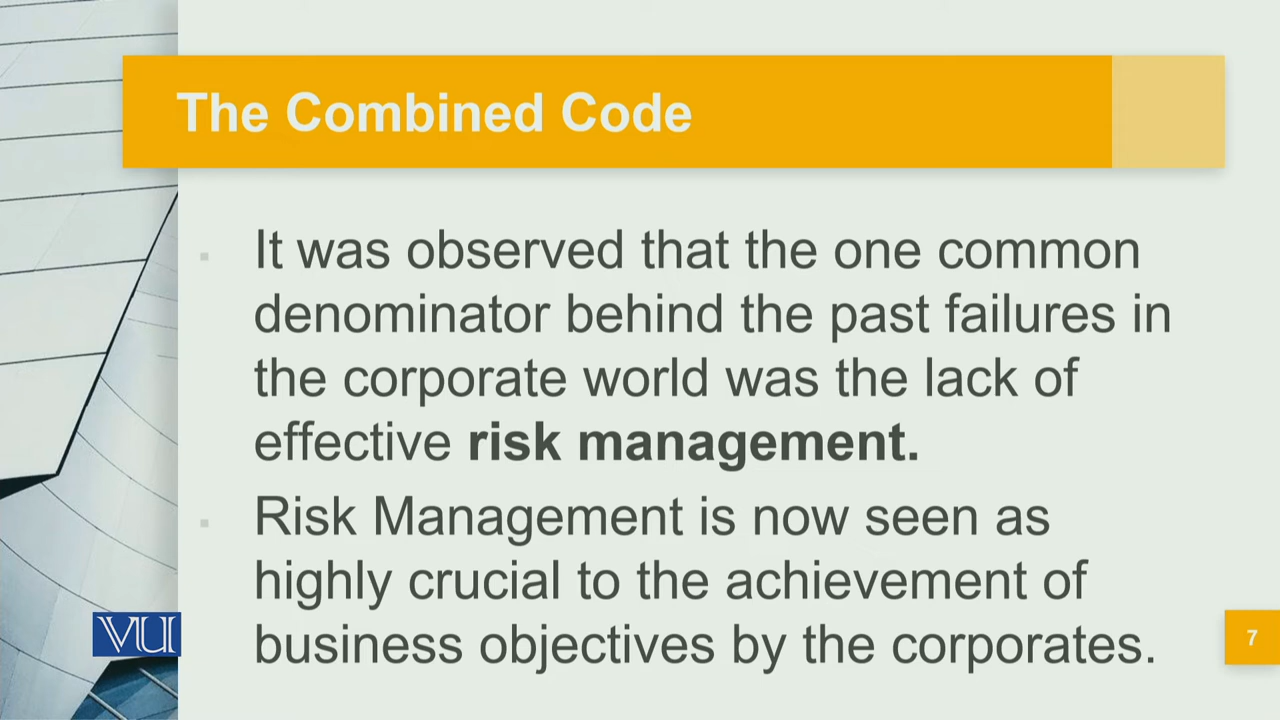 The Combined Code
It was observed that the one common
denominator behind the past failures in
the corporate world was the lack of
effective risk management.
Risk Management is now seen as
highly crucial to the achievement of
business objectives by the corporates.
VU
7